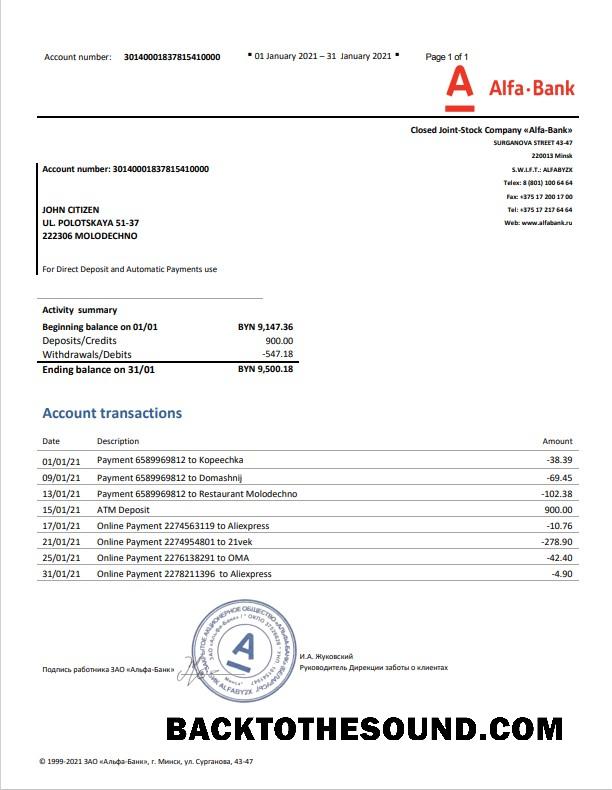 Account number: 30140001837815410000 ▪ 01 January 2021 – 31 January 2021 ▪ Page 1 of 1
Alfa·Bank
Closed Joint-Stock Company «Alfa-Bank»
SURGANOVA STREET 43-47
220013 Minsk
S.W.I.F.T.: ALFABYZX
Telex: 8 (801) 100 64 64
Fax: +375 17 200 17 00
Tel: +375 17 217 64 64
Web: www.alfabank.ru
Account number: 30140001837815410000
JOHN CITIZEN
UL. POLOTSKAYA 51-37
222306 MOLODECHNO
For Direct Deposit and Automatic Payments use
Activity summary
Beginning balance on 01/01 BYN 9,147.36
Deposits/Credits 900.00
Withdrawals/Debits -547.18
Ending balance on 31/01 BYN 9,500.18
Account transactions
Date Description Amount
01/01/21 Payment 6589969812 to Kopeechka -38.39
09/01/21 Payment 6589969812 to Domashnij -69.45
13/01/21 Payment 6589969812 to Restaurant Molodechno -102.38
15/01/21 ATM Deposit 900.00
17/01/21 Online Payment 2274563119 to Aliexpress -10.76
21/01/21 Online Payment 2274954801 to 21vek -278.90
25/01/21 Online Payment 2276138291 to OMA -42.40
31/01/21 Online Payment 2278211396 to Aliexpress -4.90
АКЦИОНЕРНОЕ ОБЩЕСТВО
ЗАО «Альфа-Банк»
Минск
ALFABYZX
И.А. Жуковский
Подпись работника ЗАО «Альфа-Банк» Руководитель Дирекции заботы о клиентах
BACKTOTHESOUND.COM
© 1999-2021 ЗАО «Альфа-Банк», г. Минск, ул. Сурганова, 43-47